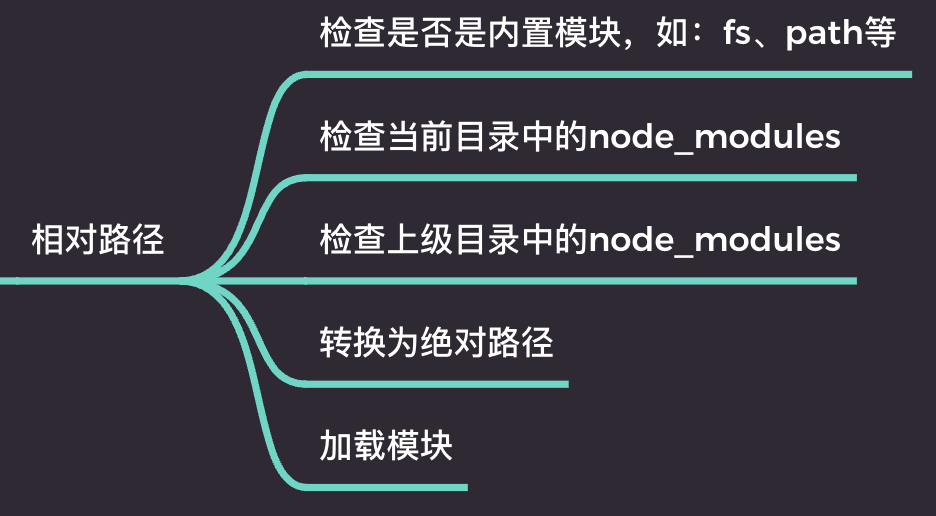 检查是否是内置模块，如：fs、path等
检查当前目录中的node_modules
相对路径
检查上级目录中的node_modules
转换为绝对路径
加载模块